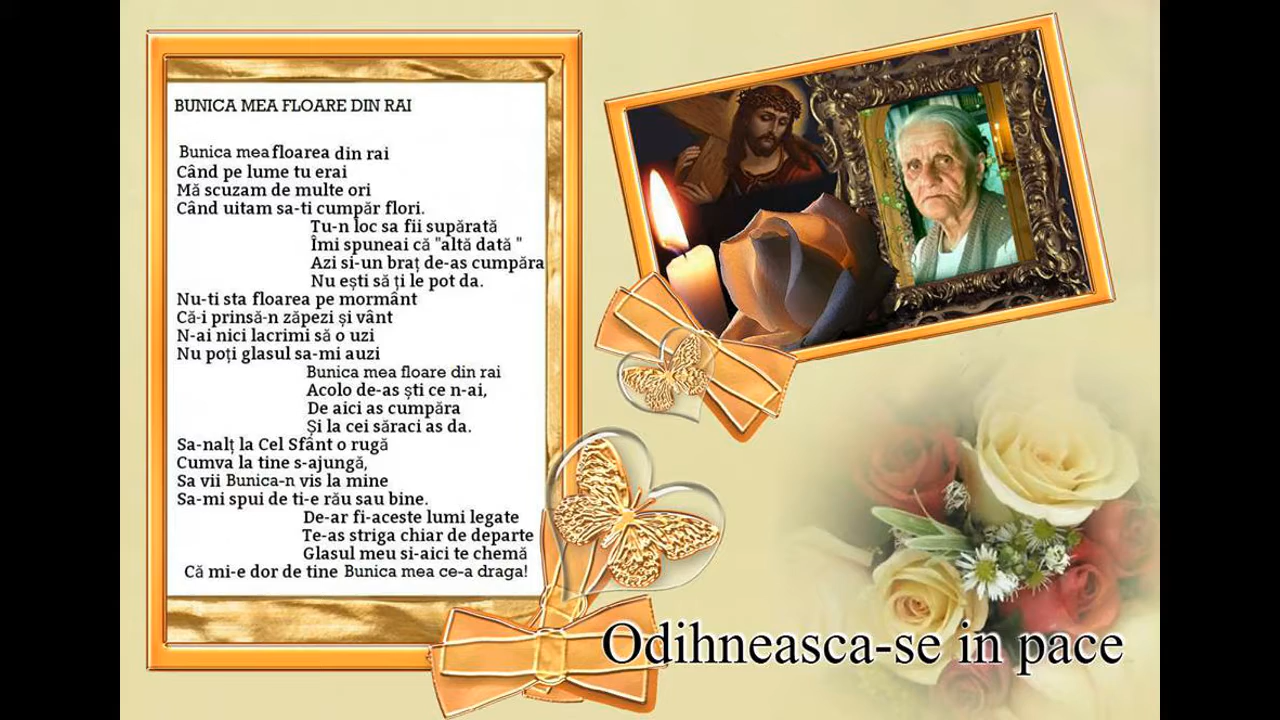 BUNICA MEA FLOARE DIN RAI
Bunica mea floarea din rai
Când pe lume tu erai
Mă scuzam de multe ori
Când uitam sa-ti cumpăr flori.
Tu-n loc sa fii supărată
Îmi spuneai că "altă dată "
Azi si-un braț de-as cumpăra
Nu ești să ți le pot da.
Nu-ti sta floarea pe mormânt
Că-i prinsă-n zăpezi și vânt
N-ai nici lacrimi să o uzi
Nu poți glasul sa-mi auzi
Bunica mea floare din rai
Acolo de-as ști ce n-ai,
De aici as cumpăra
Și la cei săraci as da.
Sa-nalț la Cel Sfânt o rugă
Cumva la tine s-ajungă,
Sa vii Bunica-n vis la mine
Sa-mi spui de ti-e rău sau bine.
De-ar fi-aceste lumi legate
Te-as striga chiar de departe
Glasul meu si-aici te chemă
Că mi-e dor de tine Bunica mea ce-a draga!
Odihneasca-se in pace